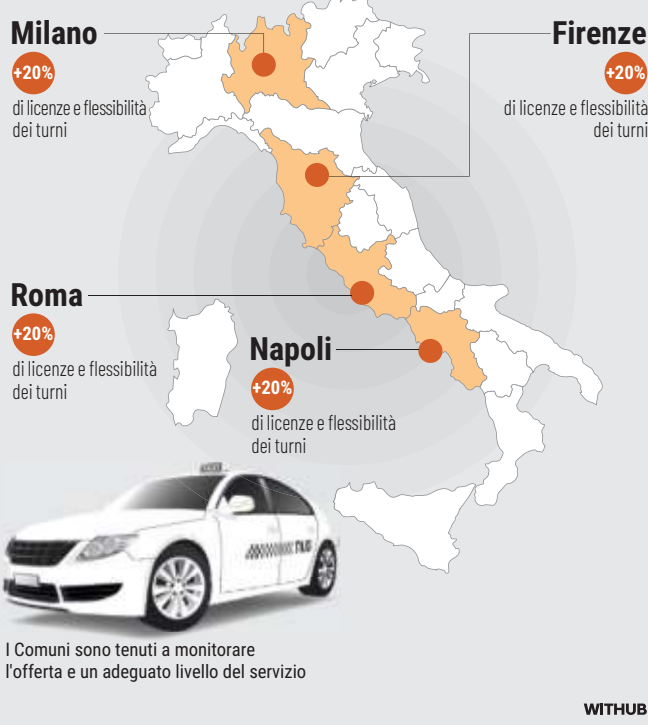 Milano
+20%
di licenze e flessibilità
dei turni
Firenze
+20%
di licenze e flessibilità
dei turni
Roma
+20%
di licenze e flessibilità
dei turni
Napoli
+20%
di licenze e flessibilità
dei turni
I Comuni sono tenuti a monitorare
l'offerta e un adeguato livello del servizio
WITHUB